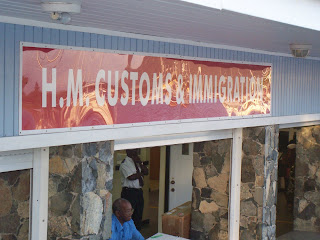 H.M. CUSTOMS & IMMIGRATION